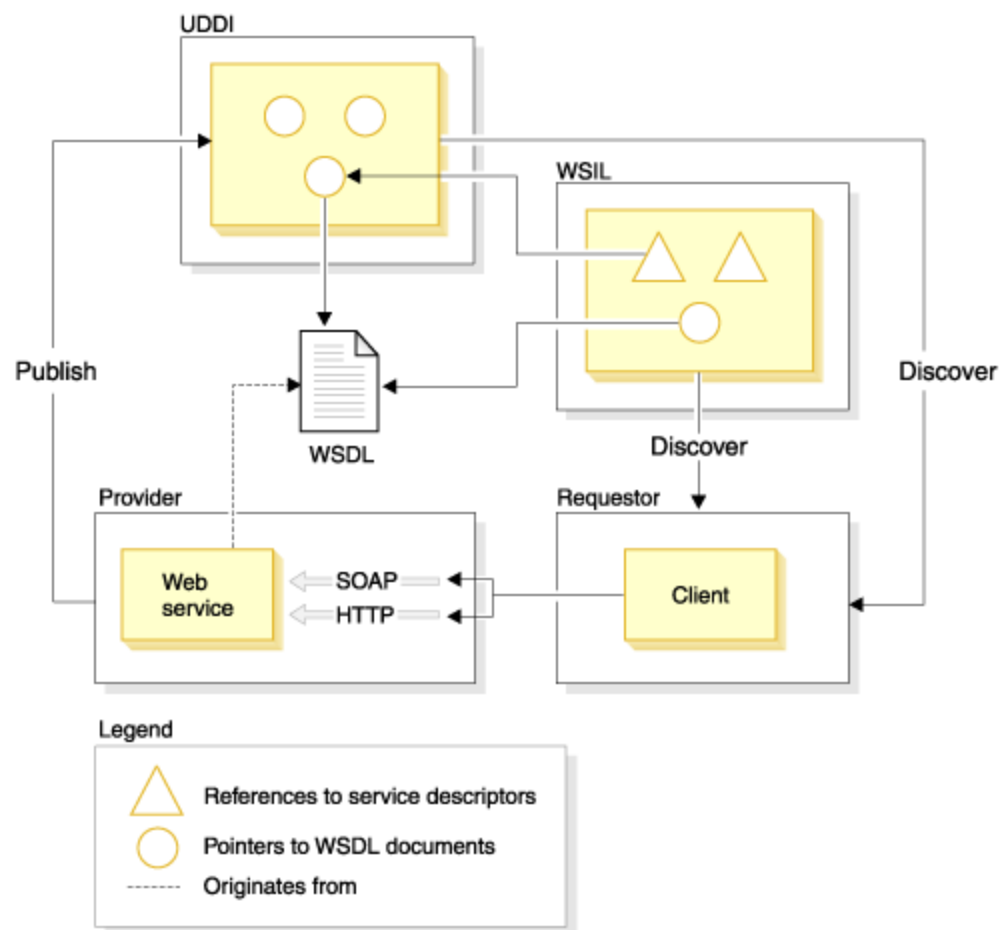 UDDI
WSIL
Publish
Discover
WSDL
Discover
Provider
Requestor
Web
service
SOAP
HTTP
Client
Legend
References to service descriptors
Pointers to WSDL documents
Originates from